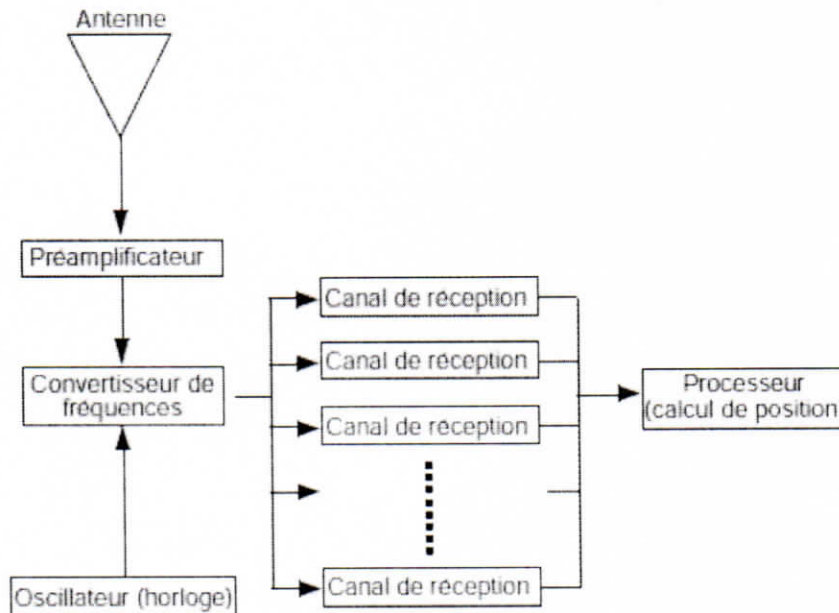 Antenne
Préamplificateur
Canal de réception
Canal de réception
Convertisseur de
fréquences
Processeur
(calcul de position
Canal de réception
Canal de réception
Oscillateur (horloge)